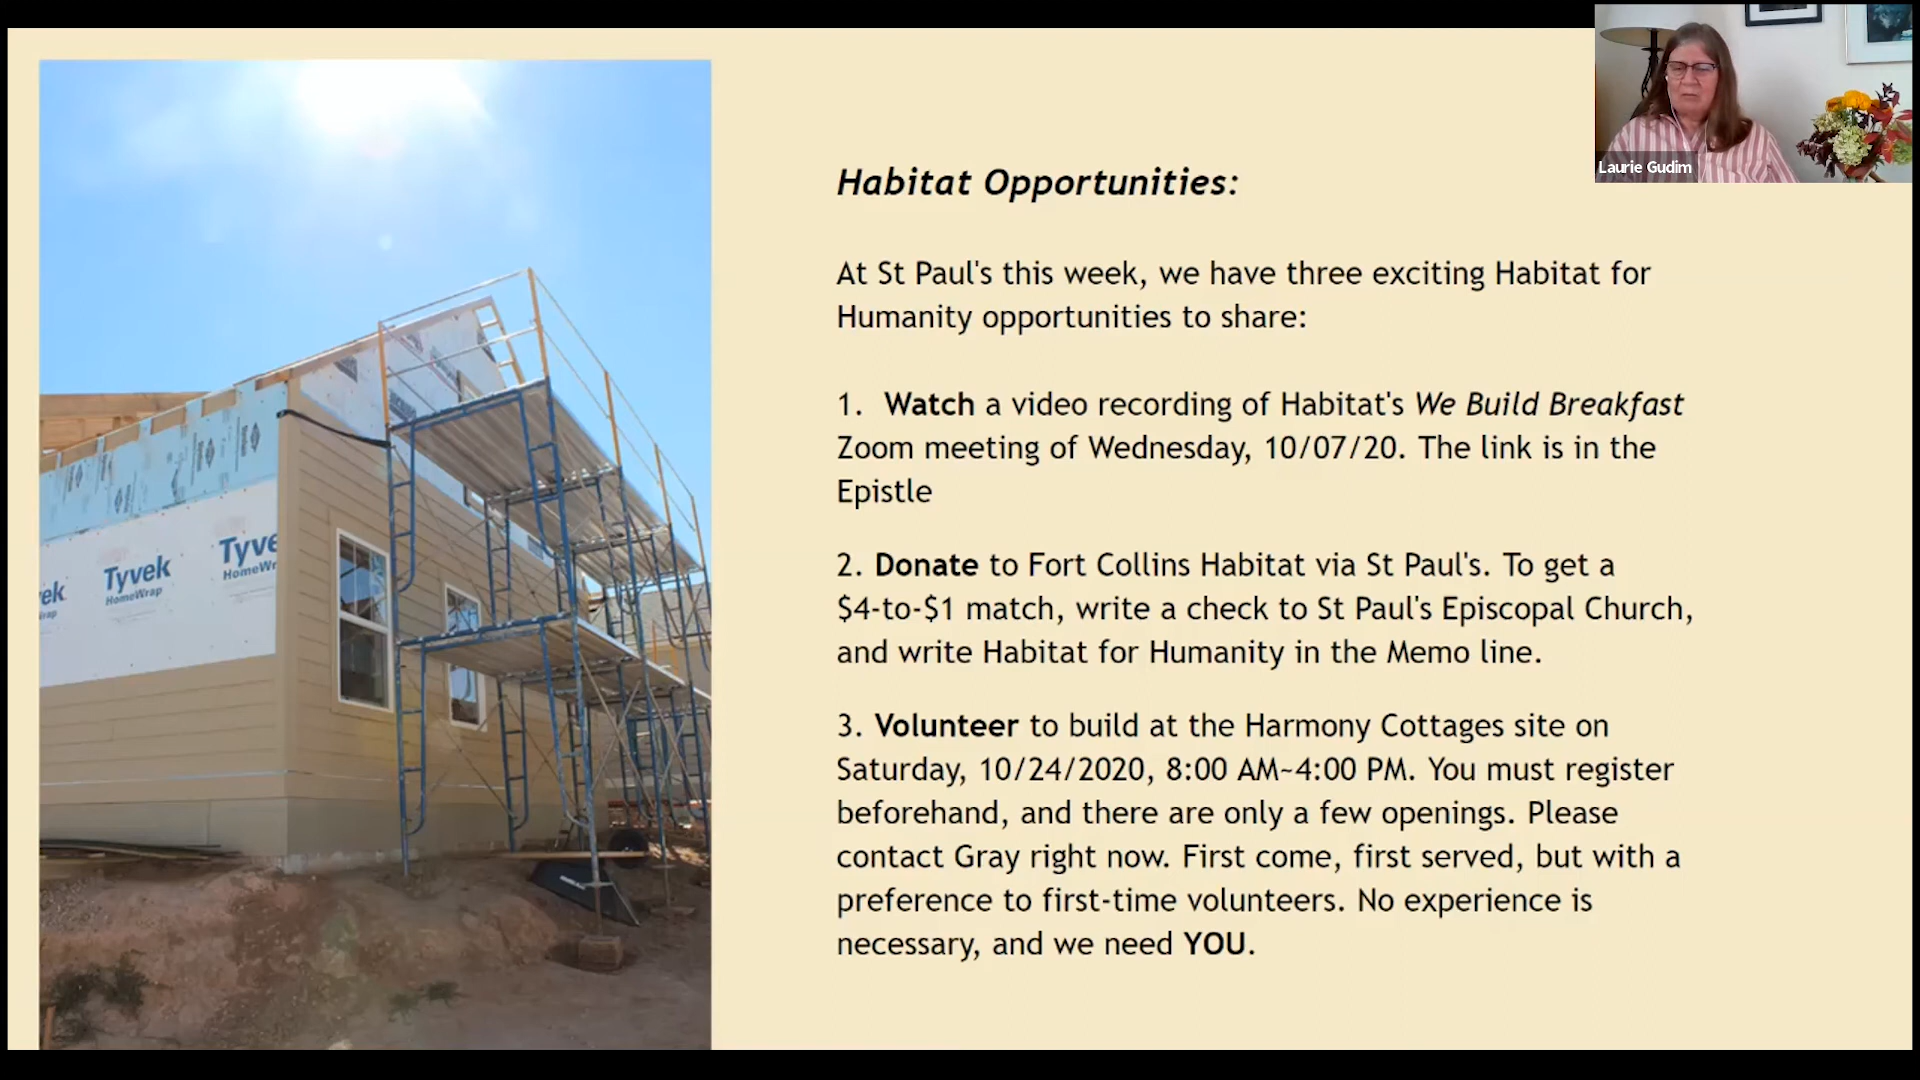 Laurie Gudim
Habitat Opportunities:
At St Paul's this week, we have three exciting Habitat for
Humanity opportunities to share:
1. Watch a video recording of Habitat's We Build Breakfast
Zoom meeting of Wednesday, 10/07/20. The link is in the
Epistle
2. Donate to Fort Collins Habitat via St Paul's. To get a
$4-to-$1 match, write a check to St Paul's Episcopal Church,
and write Habitat for Humanity in the Memo line.
3. Volunteer to build at the Harmony Cottages site on
Saturday, 10/24/2020, 8:00 AM~4:00 PM. You must register
beforehand, and there are only a few openings. Please
contact Gray right now. First come, first served, but with a
preference to first-time volunteers. No experience is
necessary, and we need YOU.
Tyvek
HomeWrap
Tyve
HomeWr
ek
rap